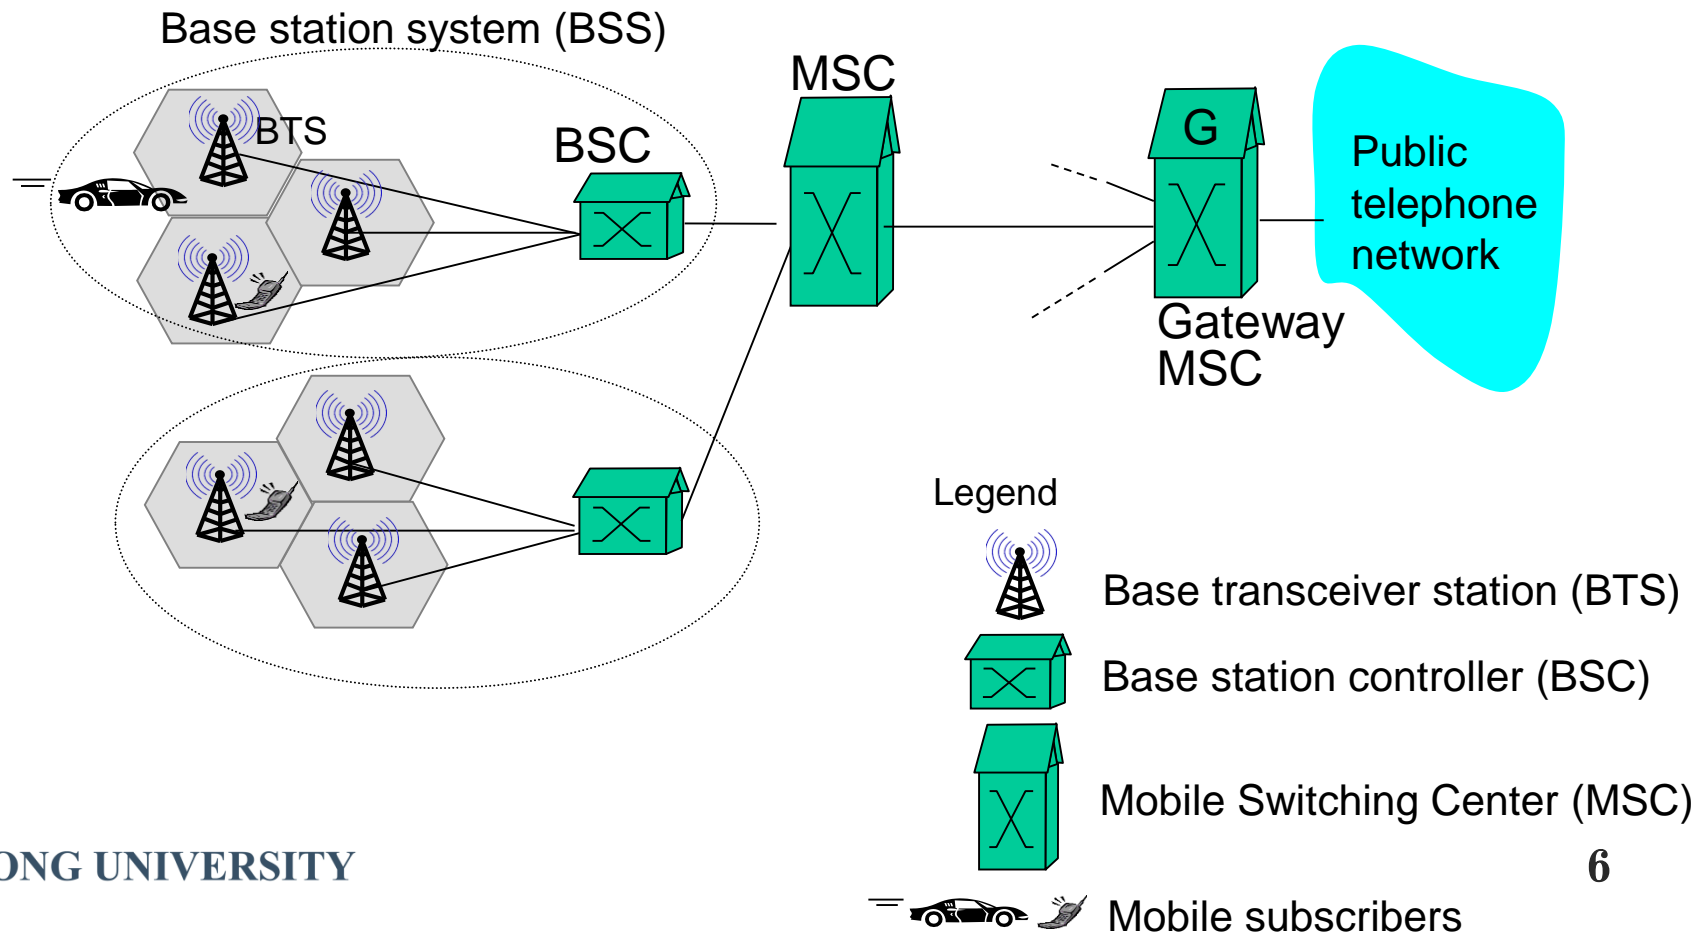 Base station system (BSS)
MSC
BTS
BSC
G
Public
telephone
network
Gateway
MSC
Legend
Base transceiver station (BTS)
Base station controller (BSC)
Mobile Switching Center (MSC)
ONG UNIVERSITY
6
Mobile subscribers